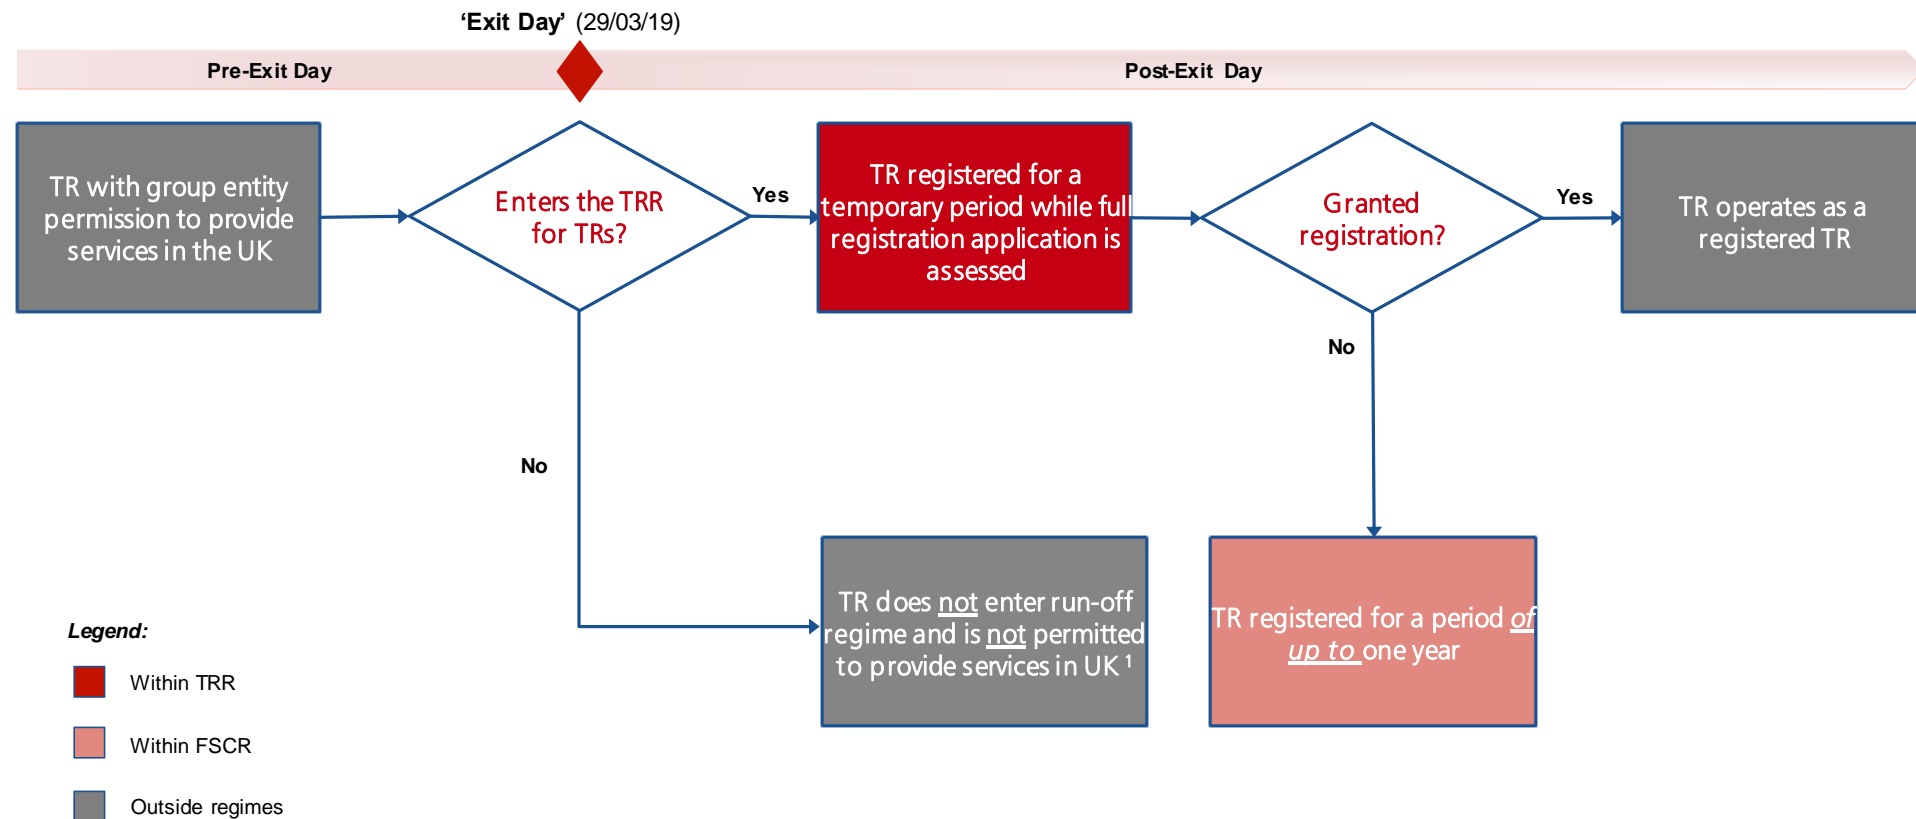 ‘Exit Day’ (29/03/19)
Pre-Exit Day
Post-Exit Day
TR with group entity
permission to provide
services in the UK
Enters the TRR
for TRs?
Yes
TR registered for a
temporary period while full
registration application is
assessed
Granted
registration?
Yes
TR operates as a
registered TR
No
No
TR does not enter run-off
regime and is not permitted
to provide services in UK ¹
TR registered for a period of
up to one year
Legend:
Within TRR
Within FSCR
Outside regimes